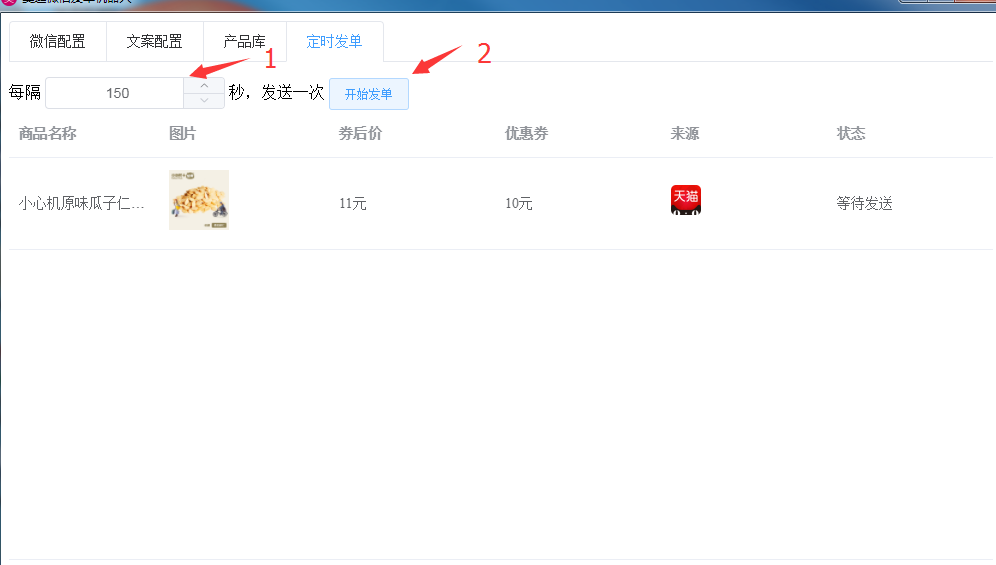 微信配置 文案配置 产品库 定时发单
1 2
每隔 150 秒，发送一次 开始发单
商品名称 图片 券后价 优惠券 来源 状态
小心机原味瓜子仁... 11元 10元 天猫 等待发送